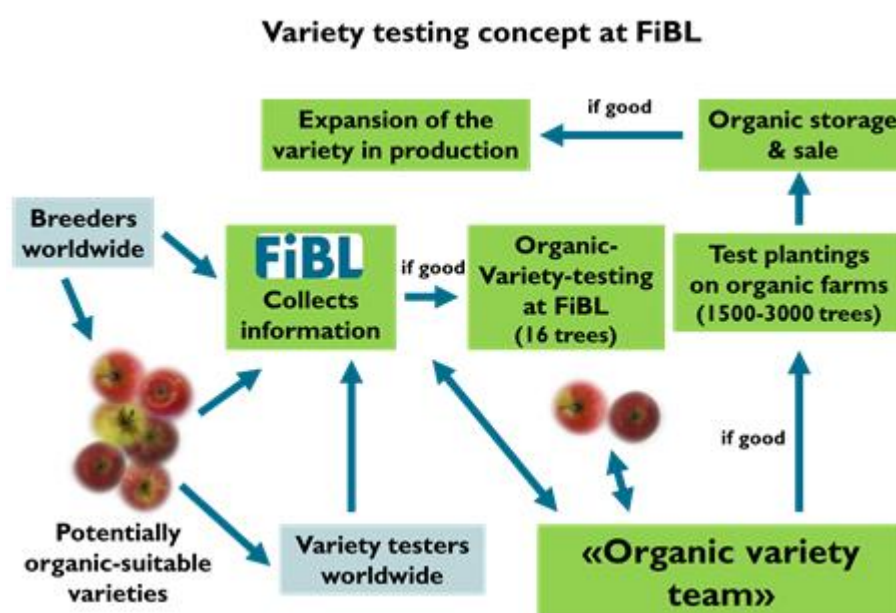 Variety testing concept at FiBL
if good
Expansion of the
variety in production
Organic storage
& sale
Breeders
worldwide
FiBL
Collects
information
if good
Organic-
Variety-testing
at FiBL
(16 trees)
Test plantings
on organic farms
(1500-3000 trees)
if good
Potentially
organic-suitable
varieties
Variety testers
worldwide
«Organic variety
team»